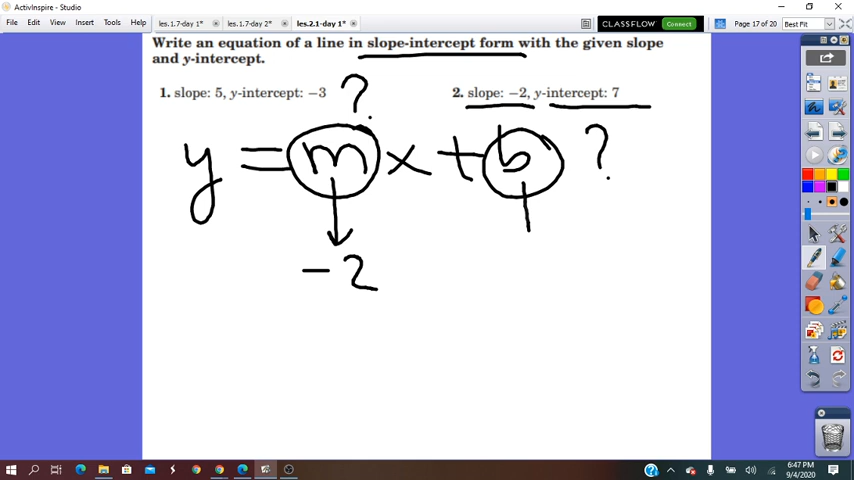 ActivInspire - Studio
File Edit View Insert Tools Help
les.1.7-day 1* les.1.7-day 2* les.2.1-day 1*
CLASSFLOW Connect
Page 17 of 20 Best Fit
Write an equation of a line in slope-intercept form with the given slope
and y-intercept.
1. slope: 5, y-intercept: −3 ?
2. slope: −2, y-intercept: 7
y = mx + b ?
−2
6:47 PM
9/4/2020